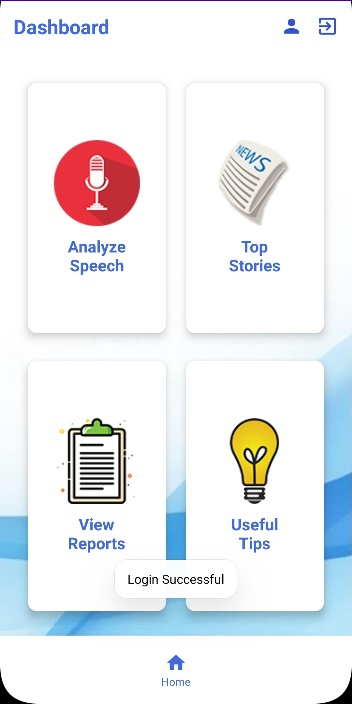 Dashboard
Analyze
Speech
NEWS
Top
Stories
View
Reports
Useful
Tips
Login Successful
Home